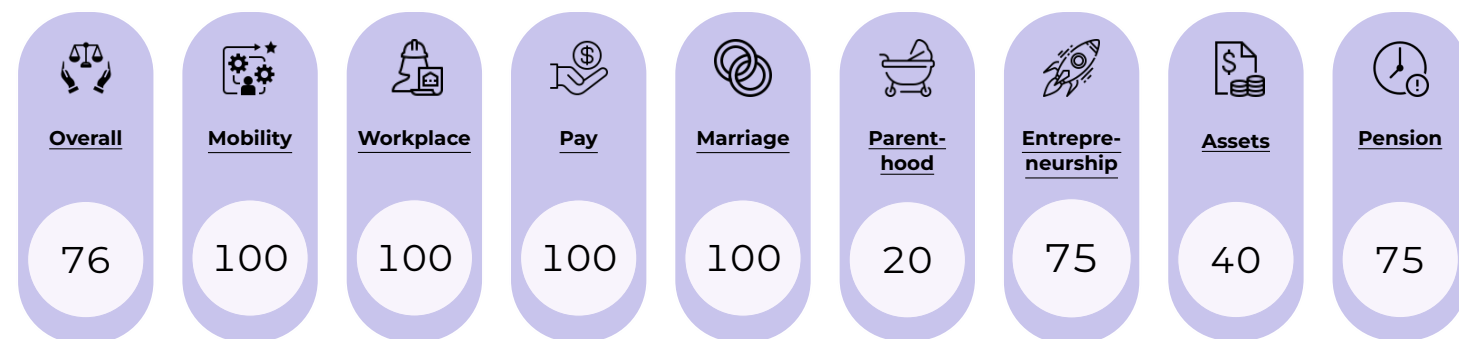 Overall
76
Mobility
100
Workplace
100
Pay
100
Marriage
100
Parent-
hood
20
Entrepre-
neurship
75
Assets
40
Pension
75